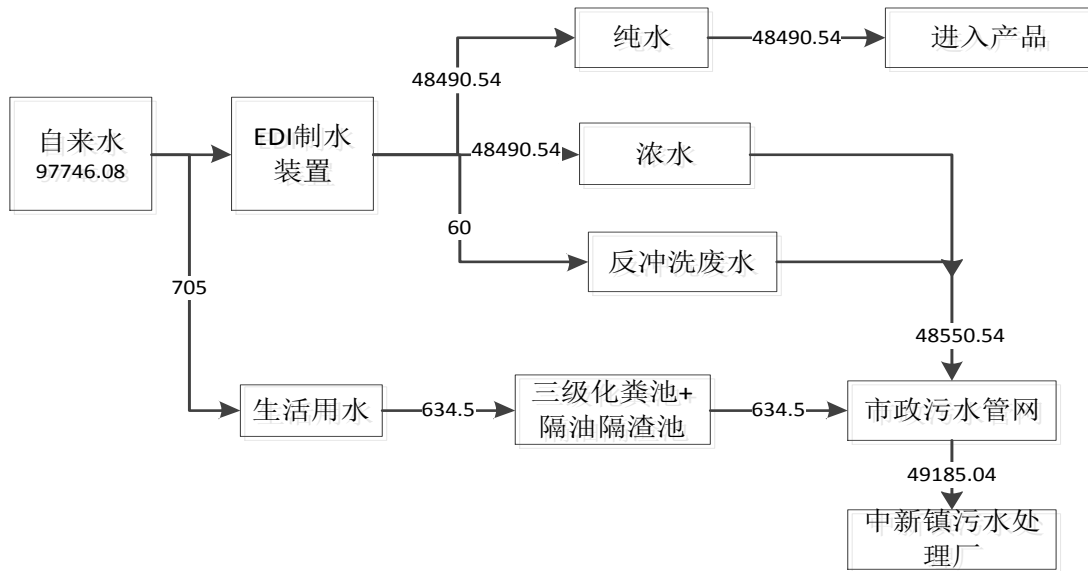 纯水
48490.54
进入产品
48490.54
自来水
97746.08
EDI制水
装置
48490.54
浓水
60
反冲洗废水
705
48550.54
生活用水
634.5
三级化粪池+
隔油隔渣池
634.5
市政污水管网
49185.04
中新镇污水处
理厂